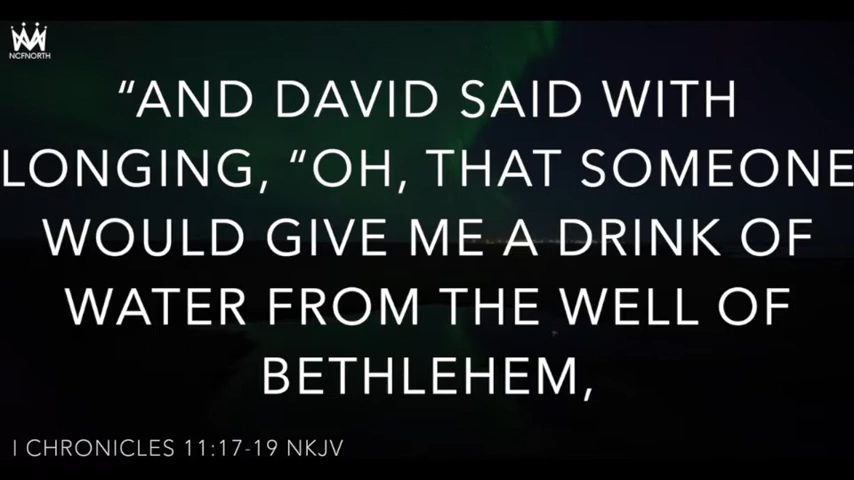 NCFNORTH
“AND DAVID SAID WITH
LONGING, “OH, THAT SOMEONE
WOULD GIVE ME A DRINK OF
WATER FROM THE WELL OF
BETHLEHEM,
I CHRONICLES 11:17-19 NKJV